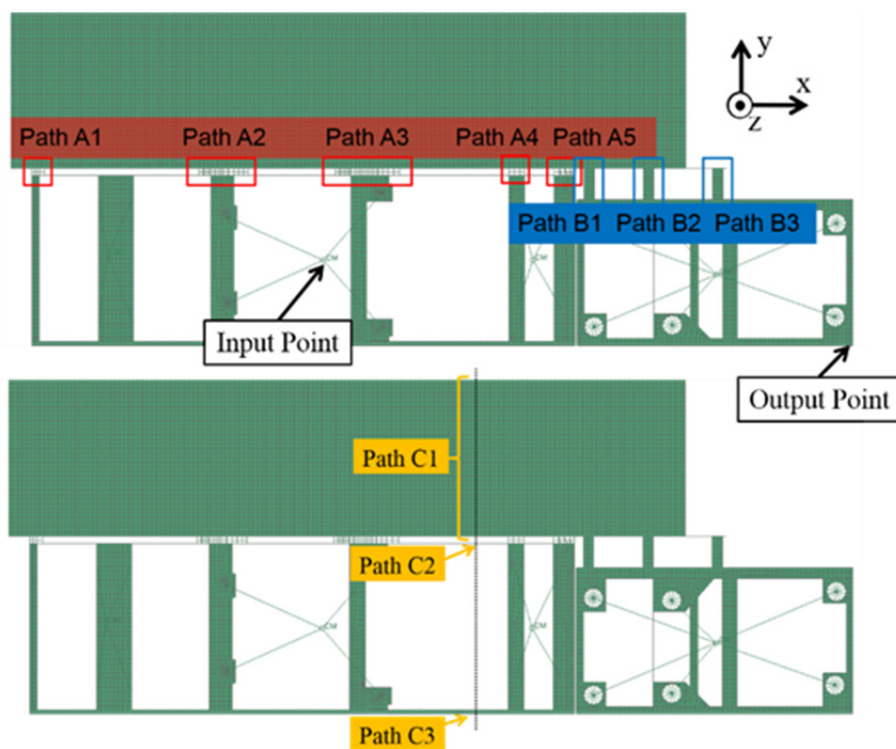 y
x
z
Path A1
Path A2
Path A3
Path A4
Path A5
Path B1
Path B2
Path B3
Input Point
Output Point
Path C1
Path C2
Path C3